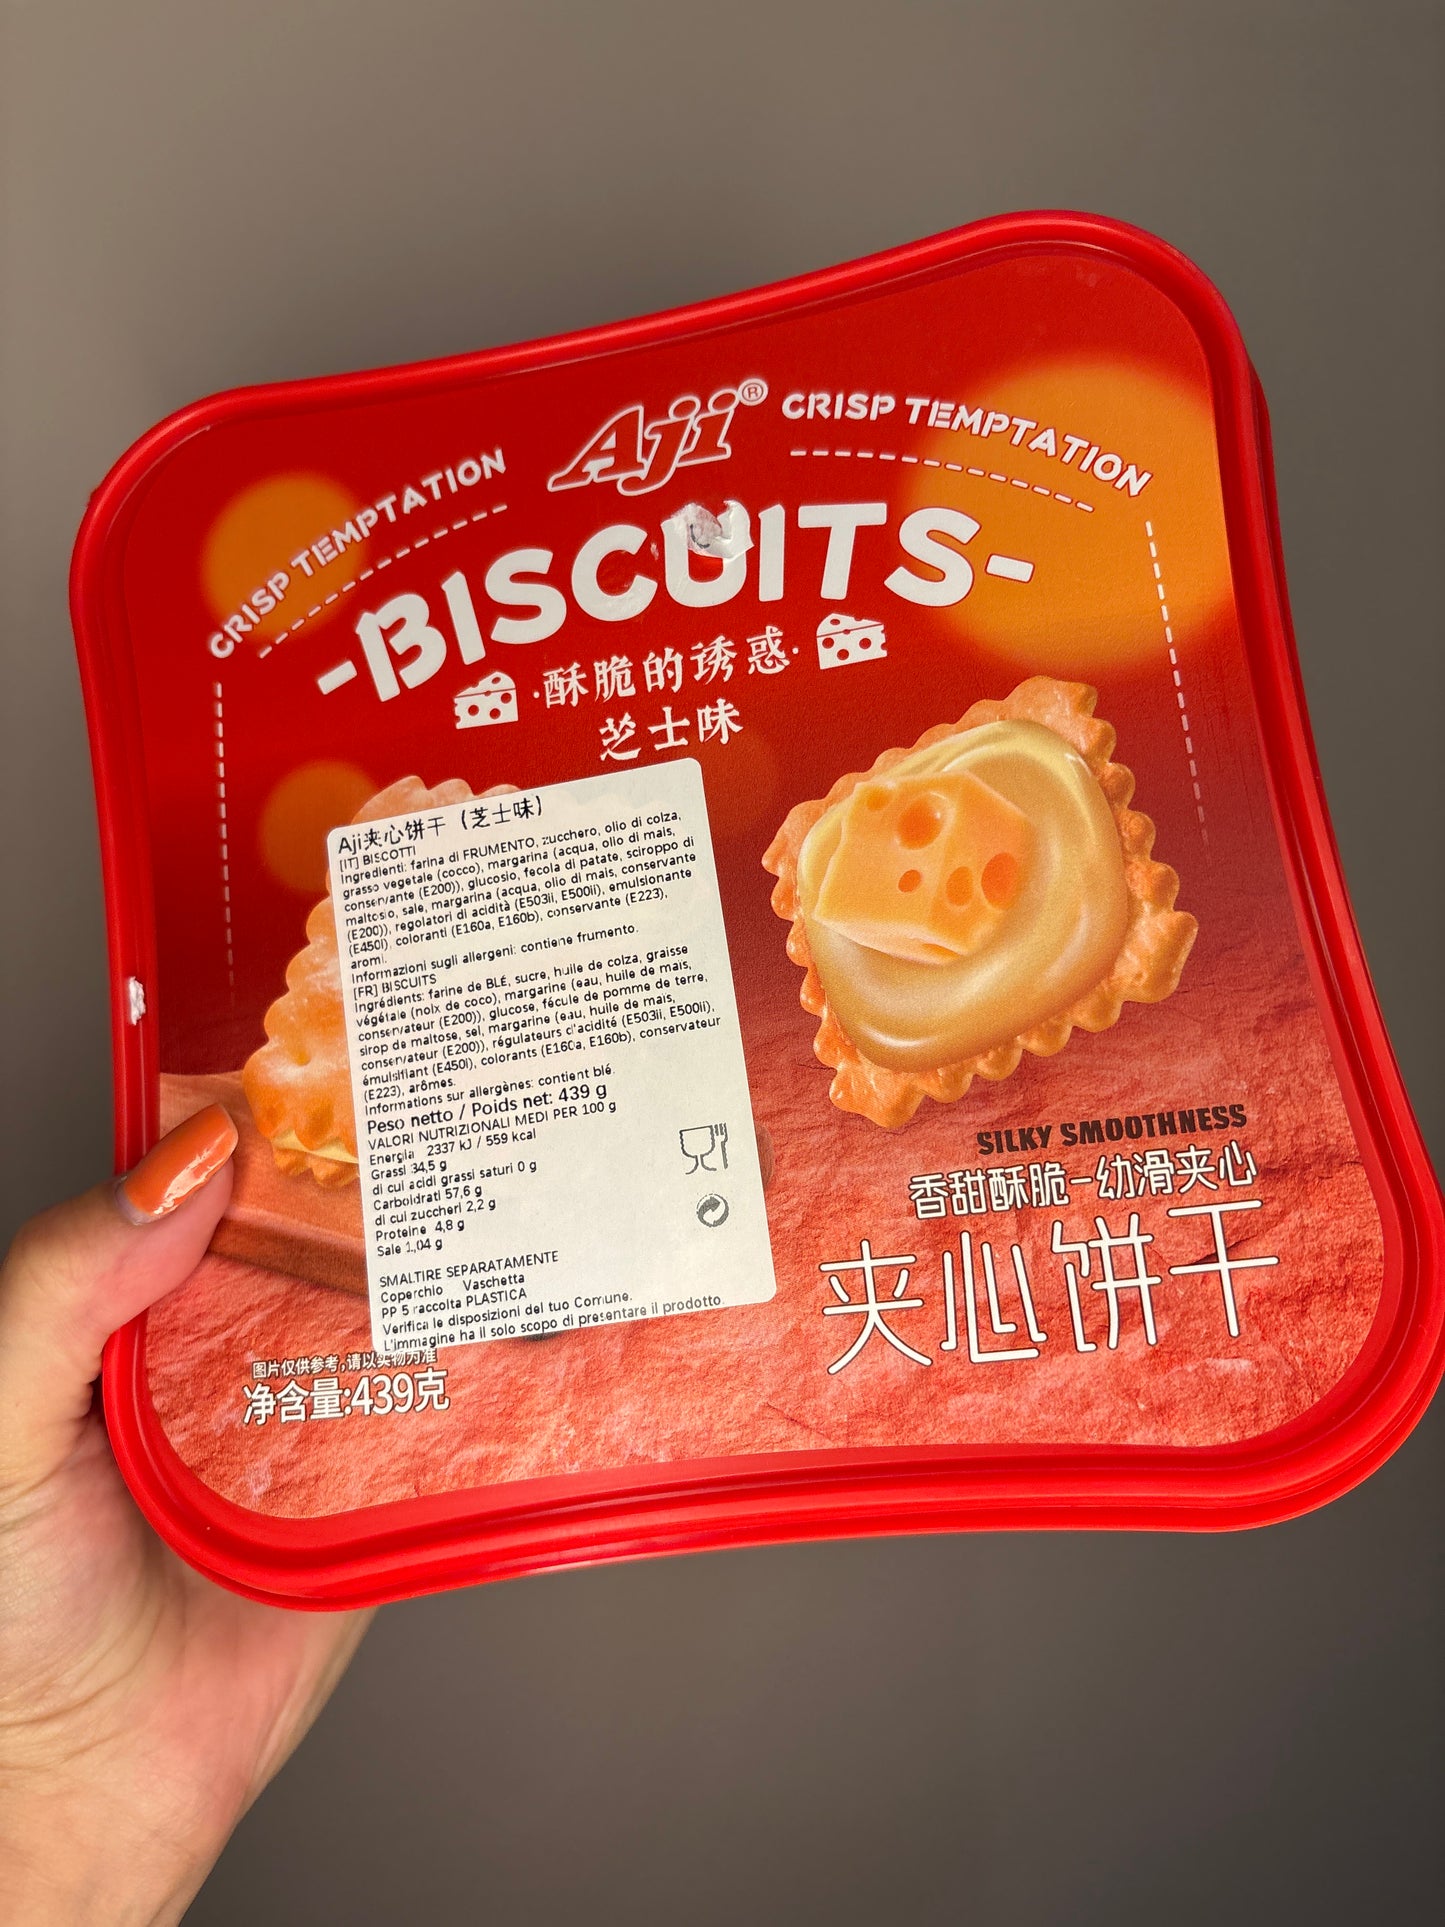 Aji®
CRISP TEMPTATION
CRISP TEMPTATION
-BISCUITS-
·酥脆的诱惑·
芝士味
Aji夹心饼干（芝士味）
[IT] BISCOTTI
Ingredienti: farina di FRUMENTO, zucchero, olio di colza,
grasso vegetale (cocco), margarina (acqua, olio di mais,
conservante (E200)), glucosio, fecola di patate, sciroppo di
maltosio, sale, margarina (acqua, olio di mais, conservante
(E200)), regolatori di acidità (E503ii, E500ii), emulsionante
(E450i), coloranti (E160a, E160b), conservante (E223),
aromi.
Informazioni sugli allergeni: contiene frumento.
[FR] BISCUITS
Ingrédients: farine de BLÉ, sucre, huile de colza, graisse
végétale (noix de coco), margarine (eau, huile de maïs,
conservateur (E200)), glucose, fécule de pomme de terre,
sirop de maltose, sel, margarine (eau, huile de maïs,
conservateur (E200)), régulateurs d'acidité (E503ii, E500ii),
émulsifiant (E450i), colorants (E160a, E160b), conservateur
(E223), arômes.
Informations sur allergènes: contient blé.
Peso netto / Poids net: 439 g
VALORI NUTRIZIONALI MEDI PER 100 g
Energia 2337 kJ / 559 kcal
Grassi 34,5 g
di cui acidi grassi saturi 0 g
Carboidrati 57,6 g
di cui zuccheri 2,2 g
Proteine 4,8 g
Sale 1,04 g
SMALTIRE SEPARATAMENTE
Coperchio Vaschetta
PP 5 raccolta PLASTICA
Verifica le disposizioni del tuo Comune.
L'immagine ha il solo scopo di presentare il prodotto.
SILKY SMOOTHNESS
香甜酥脆-幼滑夹心
夹心饼干
图片仅供参考,请以实物为准
净含量:439克